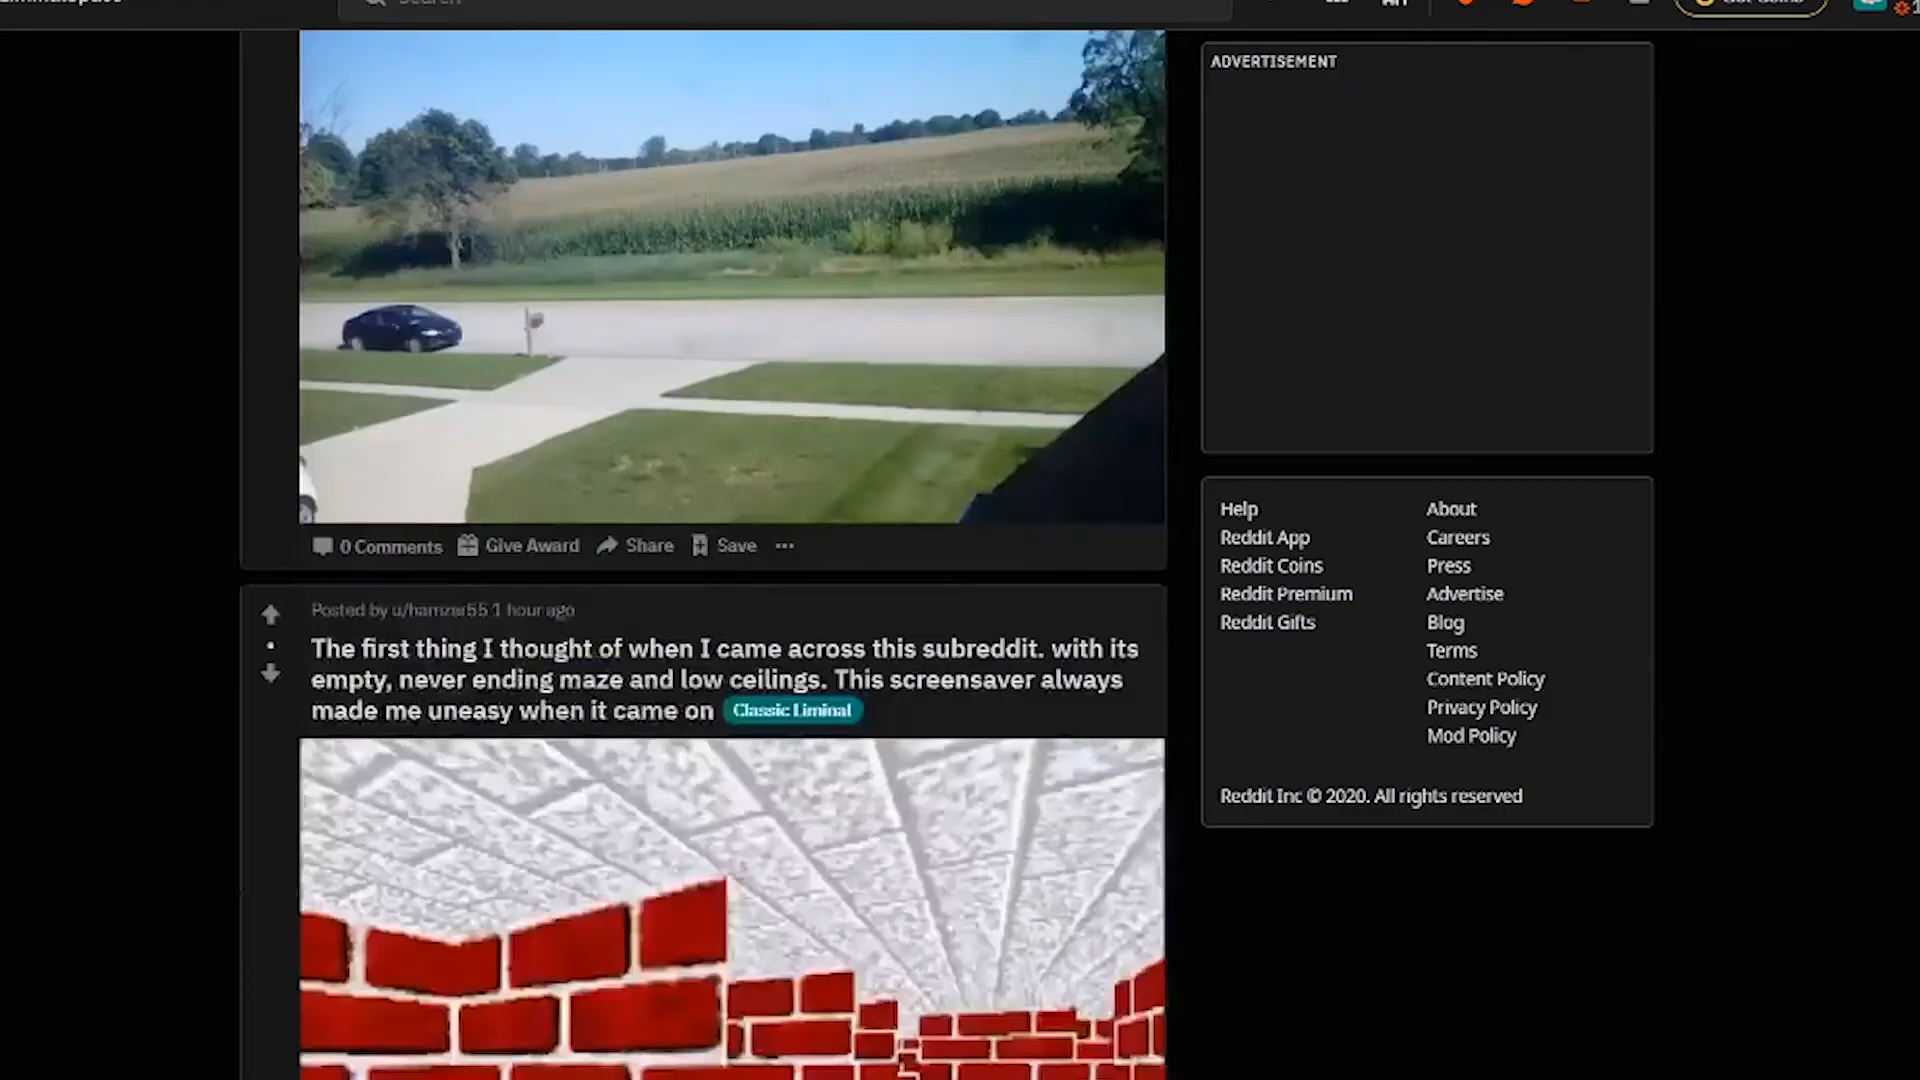 ADVERTISEMENT
0 Comments
Give Award
Share
Save
Posted by u/hamzer55 1 hour ago
The first thing I thought of when I came across this subreddit. with its
empty, never ending maze and low ceilings. This screensaver always
made me uneasy when it came on
Classic Liminal
Help
Reddit App
Reddit Coins
Reddit Premium
Reddit Gifts
About
Careers
Press
Advertise
Blog
Terms
Content Policy
Privacy Policy
Mod Policy
Reddit Inc © 2020. All rights reserved